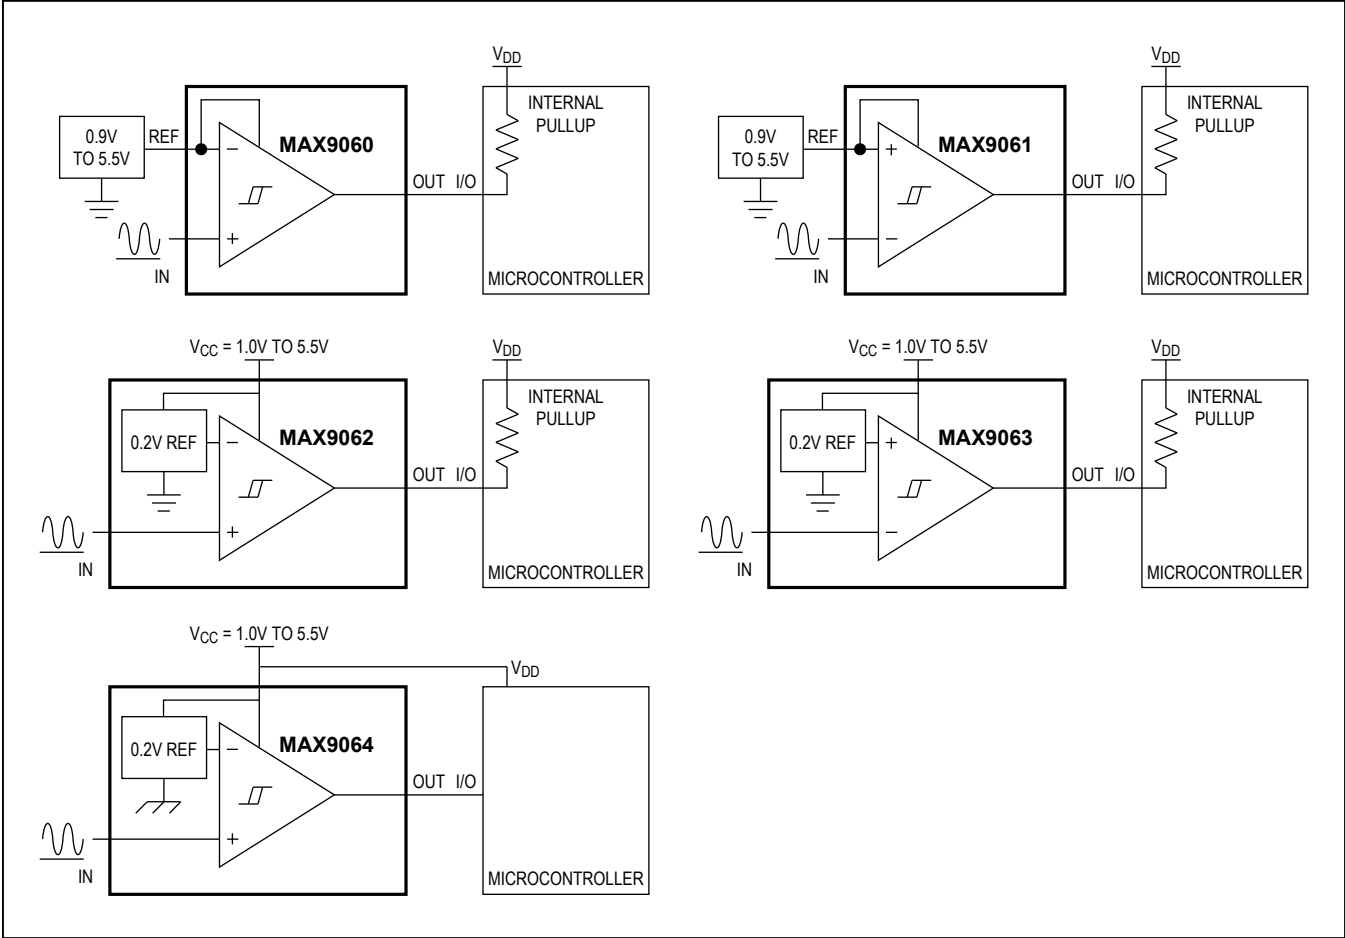 VDD
INTERNAL
PULLUP
0.9V
TO 5.5V
REF
−
MAX9060
OUT I/O
+
IN
MICROCONTROLLER
VDD
INTERNAL
PULLUP
0.9V
TO 5.5V
REF
+
MAX9061
OUT I/O
−
IN
MICROCONTROLLER
VCC = 1.0V TO 5.5V
VDD
INTERNAL
PULLUP
0.2V REF
−
MAX9062
OUT I/O
+
IN
MICROCONTROLLER
VCC = 1.0V TO 5.5V
VDD
INTERNAL
PULLUP
0.2V REF
+
MAX9063
OUT I/O
−
IN
MICROCONTROLLER
VCC = 1.0V TO 5.5V
VDD
0.2V REF
−
MAX9064
OUT I/O
+
IN
MICROCONTROLLER